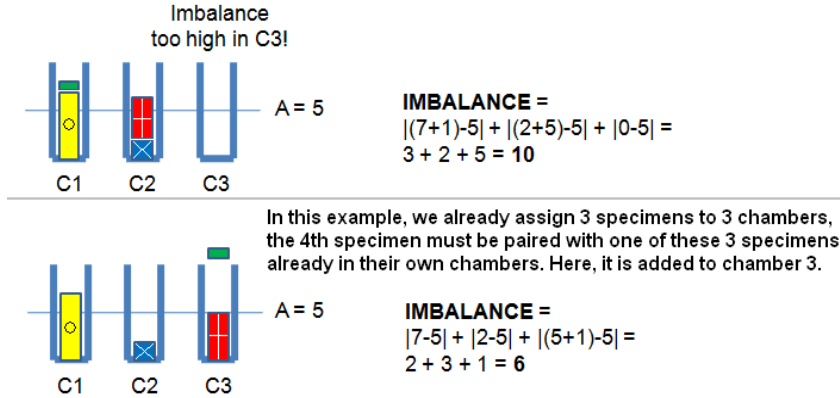 Imbalance
too high in C3!
A = 5
C1 C2 C3
IMBALANCE =
|(7+1)-5| + |(2+5)-5| + |0-5| =
3 + 2 + 5 = 10
In this example, we already assign 3 specimens to 3 chambers,
the 4th specimen must be paired with one of these 3 specimens
already in their own chambers. Here, it is added to chamber 3.
A = 5
C1 C2 C3
IMBALANCE =
|7-5| + |2-5| + |(5+1)-5| =
2 + 3 + 1 = 6